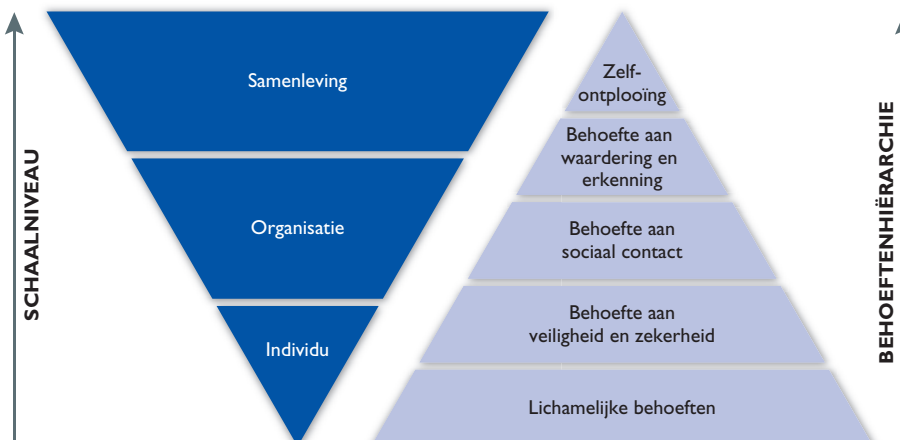 SCHAALNIVEAU
Samenleving
Organisatie
Individu
Zelf-
ontplooïng
Behoefte aan
waardering en
erkenning
Behoefte aan
sociaal contact
Behoefte aan
veiligheid en zekerheid
Lichamelijke behoeften
BEHOEFTENHIËRARCHIE